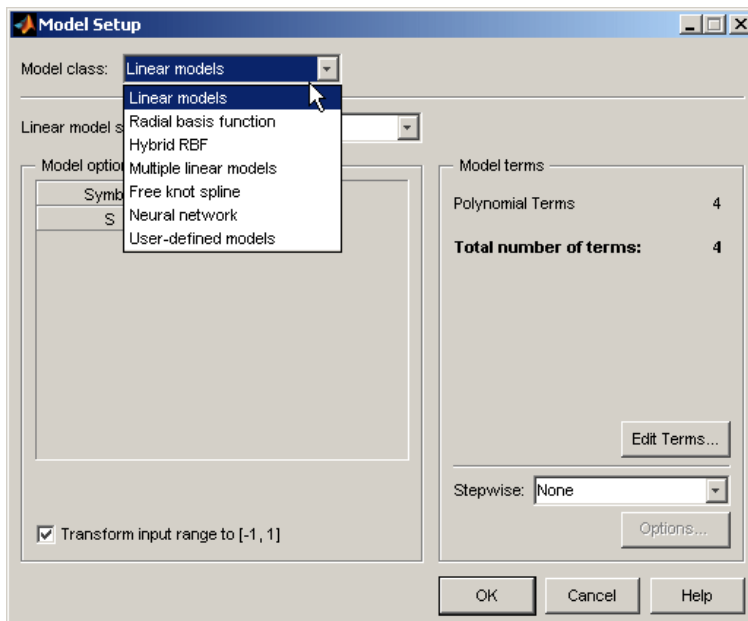 Model Setup
Model class: Linear models
Linear models
Radial basis function
Hybrid RBF
Multiple linear models
Free knot spline
Neural network
User-defined models
Linear model s
Model option
Symb
S
Transform input range to [-1, 1]
Model terms
Polynomial Terms 4
Total number of terms: 4
Edit Terms...
Stepwise: None
Options...
OK Cancel Help